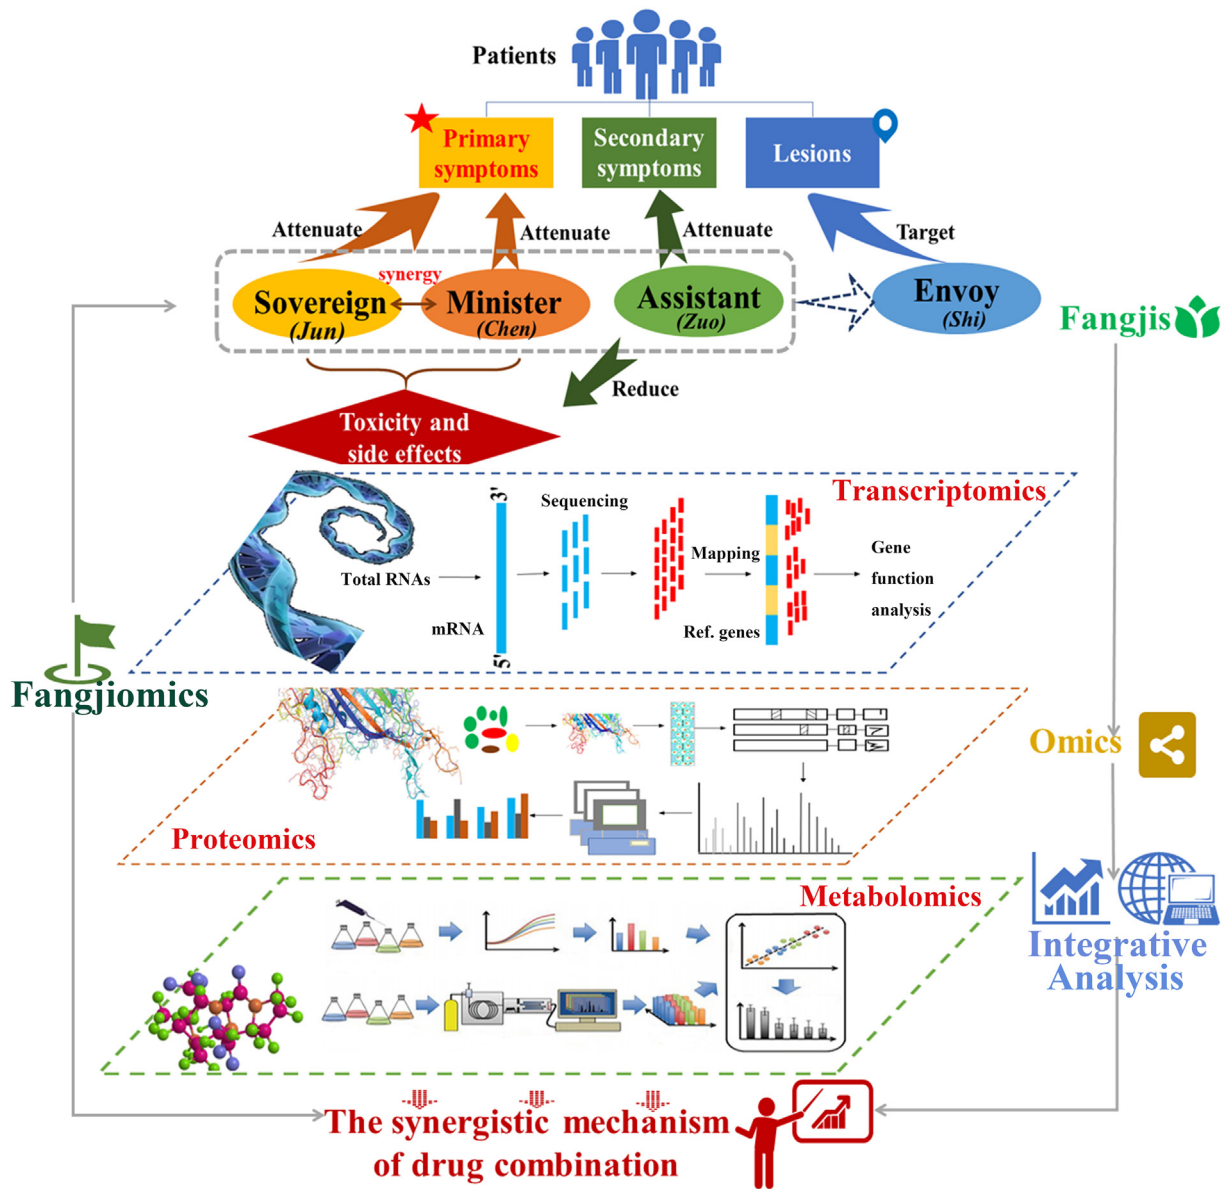 Patients
Primary
symptoms
Secondary
symptoms
Lesions
Attenuate
Attenuate
Attenuate
Target
synergy
Sovereign
(Jun)
Minister
(Chen)
Assistant
(Zuo)
Envoy
(Shi)
Fangjis
Reduce
Toxicity and
side effects
Transcriptomics
3'
Sequencing
Total RNAs
Mapping
Gene
function
analysis
mRNA
Ref. genes
5'
Fangjiomics
Omics
Proteomics
Metabolomics
Integrative
Analysis
The synergistic mechanism
of drug combination